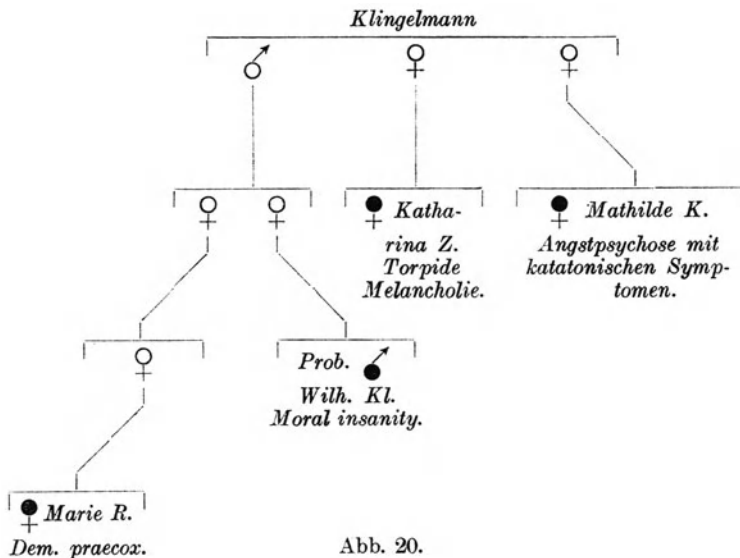 Klingelmann
Katha-
rina Z.
Torpide
Melancholie.
Mathilde K.
Angstpsychose mit
katatonischen Symp-
tomen.
Prob.
Wilh. Kl.
Moral insanity.
Marie R.
Dem. praecox.
Abb. 20.